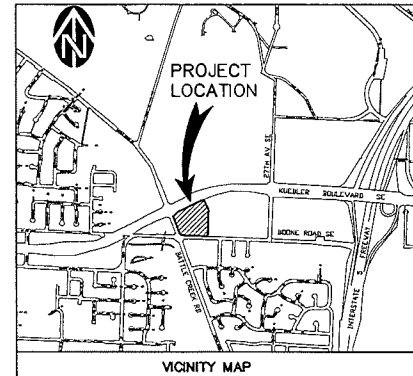 N
PROJECT
LOCATION
27TH AV SE
KUEBLER BOULEVARD SE
BOONE ROAD SE
BATTLE CREEK RD
INTERSTATE 5 FREEWAY
VICINITY MAP